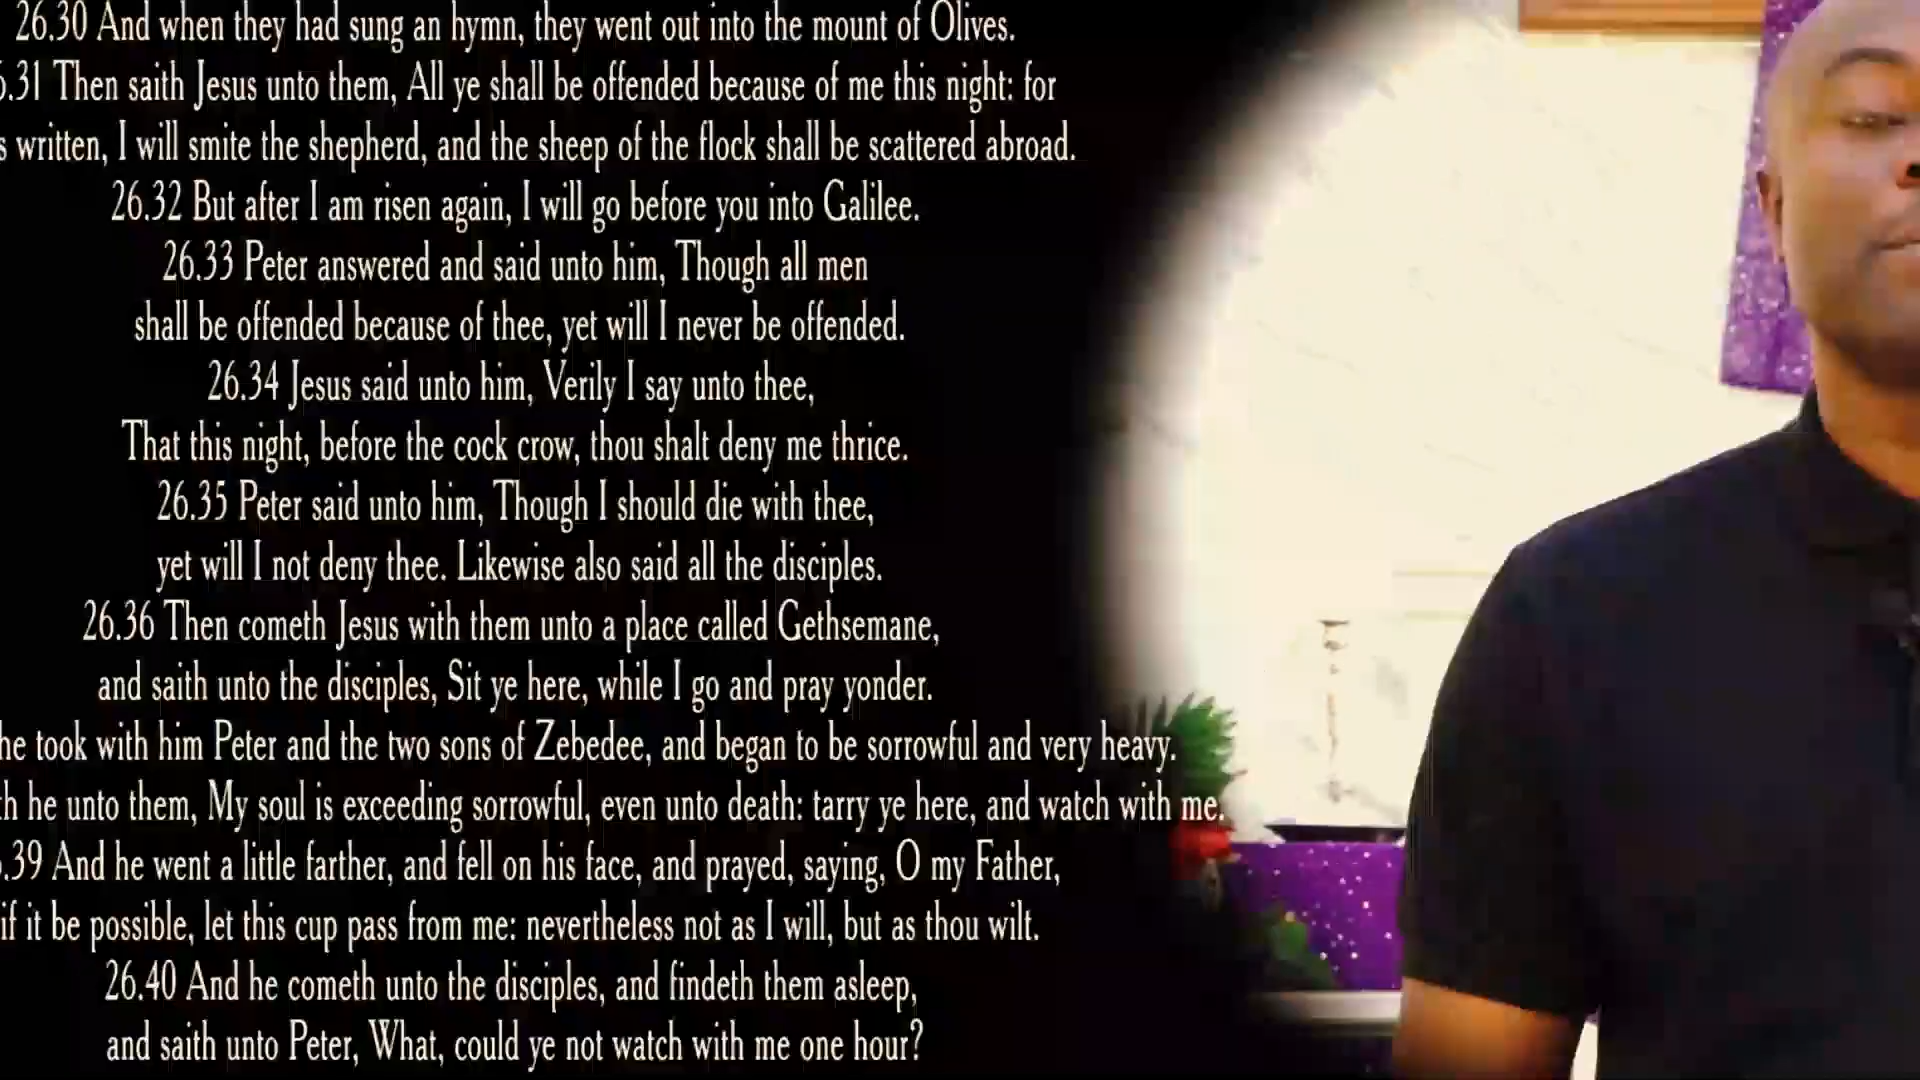 26.30 And when they had sung an hymn, they went out into the mount of Olives.
.31 Then saith Jesus unto them, All ye shall be offended because of me this night: for
s written, I will smite the shepherd, and the sheep of the flock shall be scattered abroad.
26.32 But after I am risen again, I will go before you into Galilee.
26.33 Peter answered and said unto him, Though all men
shall be offended because of thee, yet will I never be offended.
26.34 Jesus said unto him, Verily I say unto thee,
That this night, before the cock crow, thou shalt deny me thrice.
26.35 Peter said unto him, Though I should die with thee,
yet will I not deny thee. Likewise also said all the disciples.
26.36 Then cometh Jesus with them unto a place called Gethsemane,
and saith unto the disciples, Sit ye here, while I go and pray yonder.
he took with him Peter and the two sons of Zebedee, and began to be sorrowful and very heavy.
h he unto them, My soul is exceeding sorrowful, even unto death: tarry ye here, and watch with me.
.39 And he went a little farther, and fell on his face, and prayed, saying, O my Father,
if it be possible, let this cup pass from me: nevertheless not as I will, but as thou wilt.
26.40 And he cometh unto the disciples, and findeth them asleep,
and saith unto Peter, What, could ye not watch with me one hour?